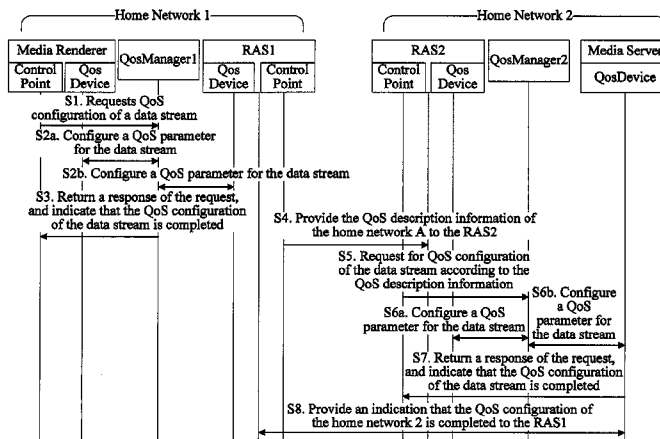 Home Network 1
Home Network 2
Media Renderer
Control Point
Qos Device
QosManager1
RAS1
Qos Device
Control Point
RAS2
Control Point
Qos Device
QosManager2
Media Server
QosDevice
S1. Requests QoS
configuration of a data stream
S2a. Configure a QoS parameter
for the data stream
S2b. Configure a QoS parameter for the data stream
S3. Return a response of the request,
and indicate that the QoS configuration
of the data stream is completed
S4. Provide the QoS description information of
the home network A to the RAS2
S5. Request for QoS configuration
of the data stream according to the
QoS description information
S6a. Configure a QoS
parameter for the data stream
S6b. Configure
a QoS
parameter for
the data stream
S7. Return a response of the request,
and indicate that the QoS configuration
of the data stream is completed
S8. Provide an indication that the QoS configuration of
the home network 2 is completed to the RAS1